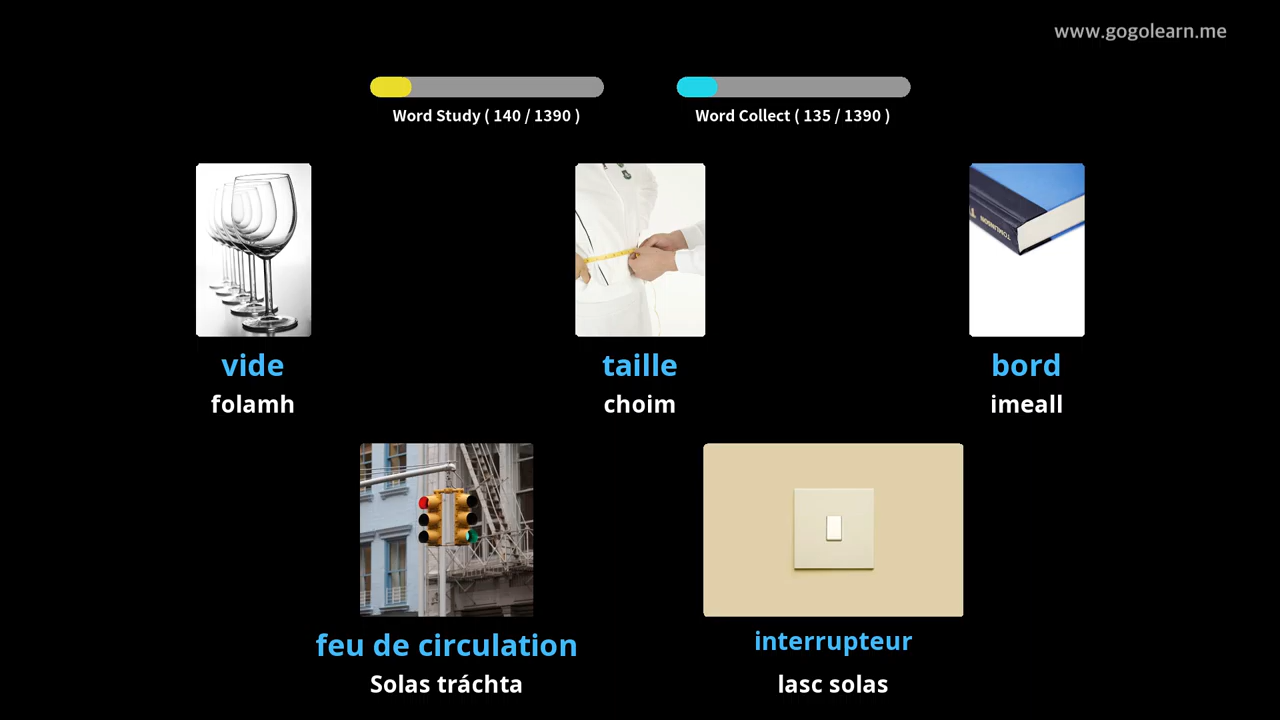 www.gogolearn.me
Word Study ( 140 / 1390 )
Word Collect ( 135 / 1390 )
TOMLINSON
vide
taille
bord
folamh
choim
imeall
feu de circulation
interrupteur
Solas tráchta
lasc solas